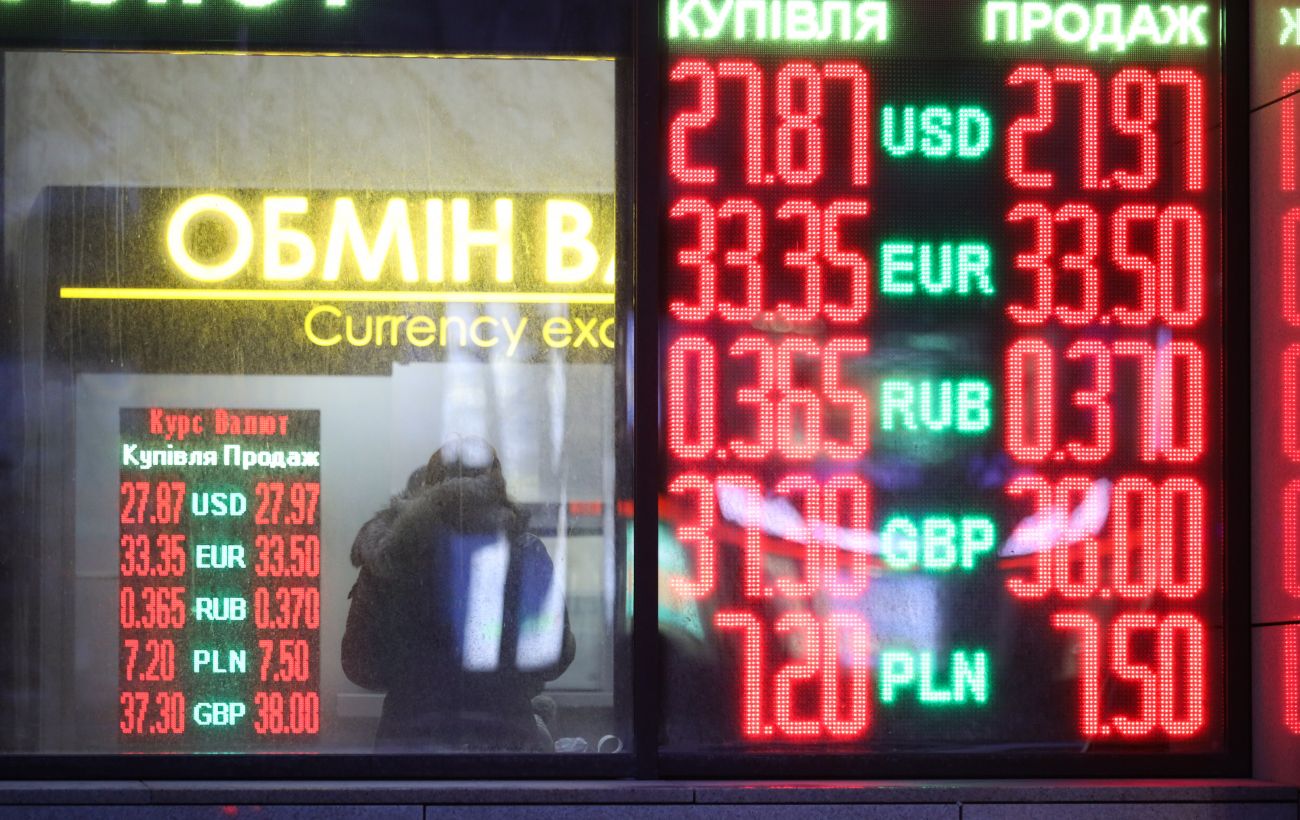 ОБМІН ВА
Currency exc
Курс Валют
Купівля Продаж
27.87 USD 27.97
33.35 EUR 33.50
0.365 RUB 0.370
7.20 PLN 7.50
37.30 GBP 38.00
КУПІВЛЯ ПРОДАЖ
27.87 USD 27.97
33.35 EUR 33.50
0.365 RUB 0.370
37.30 GBP 38.00
7.20 PLN 7.50